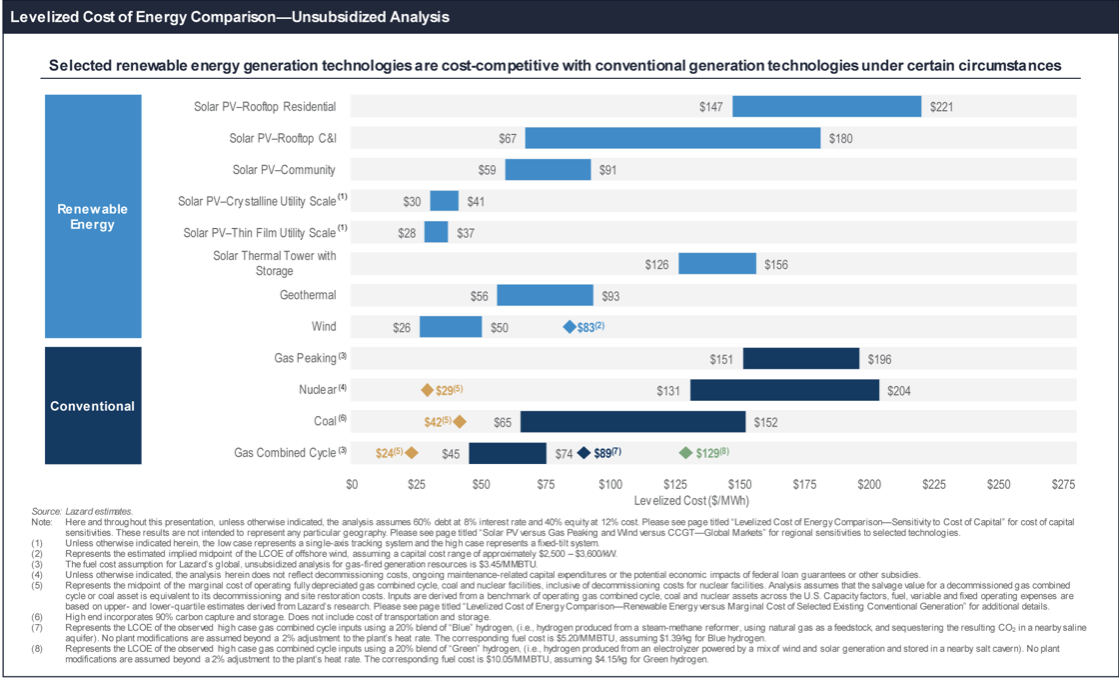 Levelized Cost of Energy Comparison—Unsubsidized Analysis
Selected renewable energy generation technologies are cost-competitive with conventional generation technologies under certain circumstances
Renewable
Energy
Solar PV–Rooftop Residential $147 $221
Solar PV–Rooftop C&I $67 $180
Solar PV–Community $59 $91
Solar PV–Crystalline Utility Scale (1) $30 $41
Solar PV–Thin Film Utility Scale (1) $28 $37
Solar Thermal Tower with
Storage $126 $156
Geothermal $56 $93
Wind $26 $50 $83(2)
Conventional
Gas Peaking (3) $151 $196
Nuclear (4) $29(5) $131 $204
Coal (6) $42(5) $65 $152
Gas Combined Cycle (3) $24(5) $45 $74 $89(7) $129(8)
$0 $25 $50 $75 $100 $125 $150 $175 $200 $225 $250 $275
Levelized Cost ($/MWh)
Source: Lazard estimates.
Note: Here and throughout this presentation, unless otherwise indicated, the analysis assumes 60% debt at 8% interest rate and 40% equity at 12% cost. Please see page titled "Levelized Cost of Energy Comparison—Sensitivity to Cost of Capital" for cost of capital
sensitivities. These results are not intended to represent any particular geography. Please see page titled "Solar PV versus Gas Peaking and Wind versus CCGT—Global Markets" for regional sensitivities to selected technologies.
(1) Unless otherwise indicated herein, the low case represents a single-axis tracking system and the high case represents a fixed-tilt system.
(2) Represents the estimated implied midpoint of the LCOE of offshore wind, assuming a capital cost range of approximately $2,500 – $3,600/kW.
(3) The fuel cost assumption for Lazard's global, unsubsidized analysis for gas-fired generation resources is $3.45/MMBTU.
(4) Unless otherwise indicated, the analysis herein does not reflect decommissioning costs, ongoing maintenance-related capital expenditures or the potential economic impacts of federal loan guarantees or other subsidies.
(5) Represents the midpoint of the marginal cost of operating fully depreciated gas combined cycle, coal and nuclear facilities, inclusive of decommissioning costs for nuclear facilities. Analysis assumes that the salvage value for a decommissioned gas combined
cycle or coal asset is equivalent to its decommissioning and site restoration costs. Inputs are derived from a benchmark of operating gas combined cycle, coal and nuclear assets across the U.S. Capacity factors, fuel, variable and fixed operating expenses are
based on upper- and lower-quartile estimates derived from Lazard's research. Please see page titled "Levelized Cost of Energy Comparison—Renewable Energy versus Marginal Cost of Selected Existing Conventional Generation" for additional details.
(6) High end incorporates 90% carbon capture and storage. Does not include cost of transportation and storage.
(7) Represents the LCOE of the observed high case gas combined cycle inputs using a 20% blend of "Blue" hydrogen, (i.e., hydrogen produced from a steam-methane reformer, using natural gas as a feedstock, and sequestering the resulting CO2 in a nearby saline
aquifer). No plant modifications are assumed beyond a 2% adjustment to the plant's heat rate. The corresponding fuel cost is $5.20/MMBTU, assuming $1.39/kg for Blue hydrogen.
(8) Represents the LCOE of the observed high case gas combined cycle inputs using a 20% blend of "Green" hydrogen, (i.e., hydrogen produced from an electrolyzer powered by a mix of wind and solar generation and stored in a nearby salt cavern). No plant
modifications are assumed beyond a 2% adjustment to the plant's heat rate. The corresponding fuel cost is $10.05/MMBTU, assuming $4.15/kg for Green hydrogen.